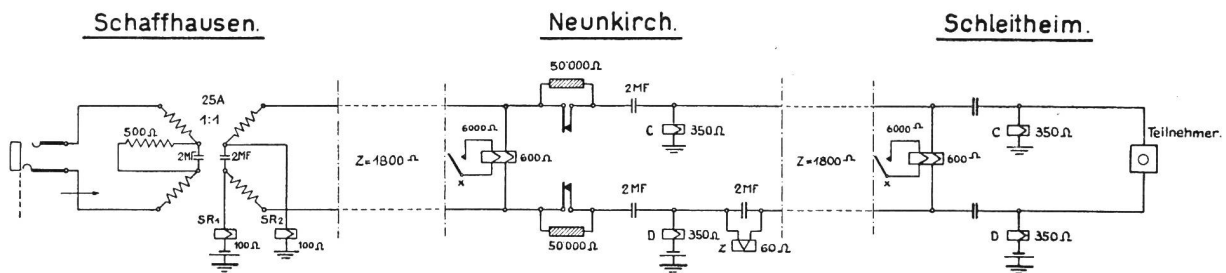 Schaffhausen.
Neunkirch.
Schleitheim.
25A
1:1
500Ω
2MF
2MF
SR1
100Ω
SR2
100Ω
Z=1800Ω
6000Ω
600Ω
x
50'000Ω
2MF
C
350Ω
50'000Ω
2MF
D
350Ω
2MF
Z
60Ω
Z=1800Ω
6000Ω
600Ω
x
C
350Ω
D
350Ω
Teilnehmer.